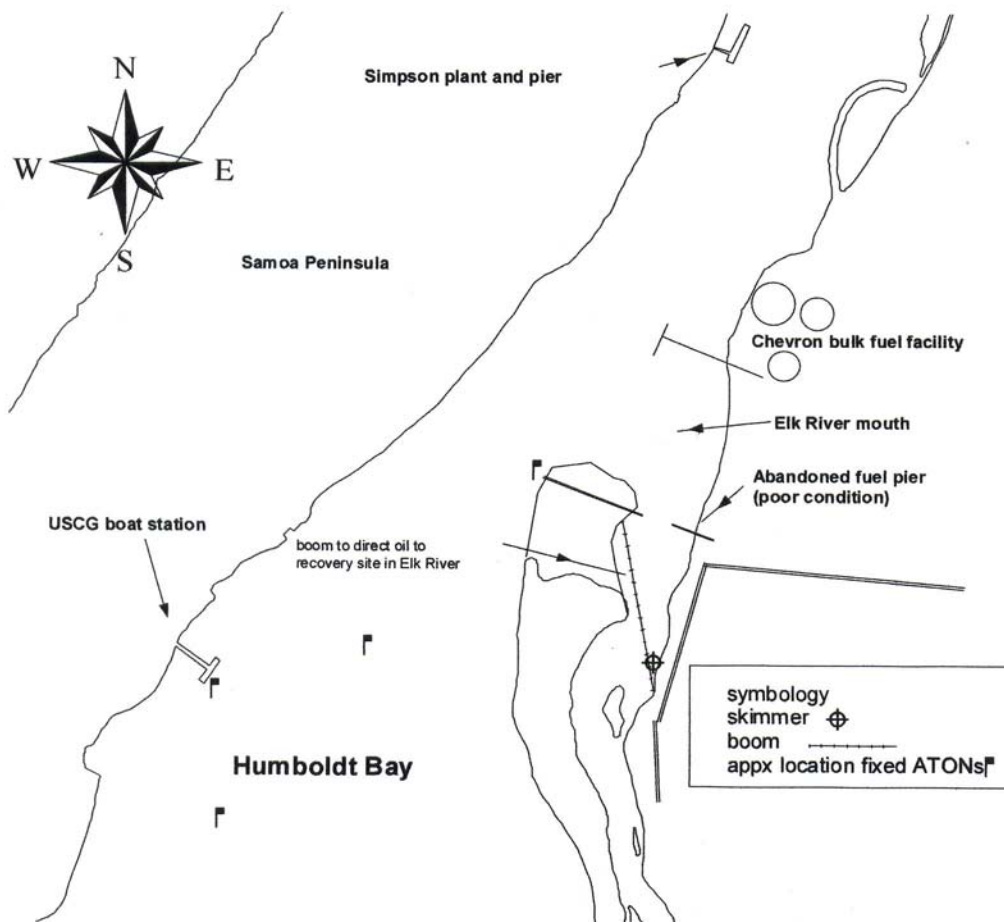 N
W
E
S
Simpson plant and pier
Samoa Peninsula
Chevron bulk fuel facility
Elk River mouth
Abandoned fuel pier
(poor condition)
USCG boat station
boom to direct oil to
recovery site in Elk River
Humboldt Bay
symbology
skimmer
boom
appx location fixed ATONs